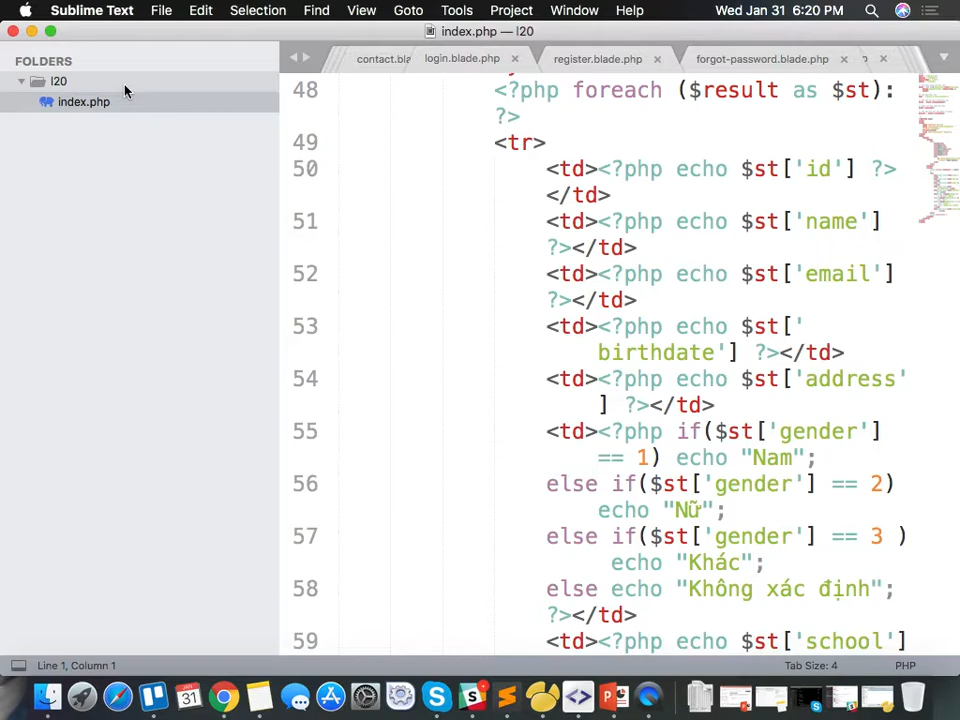 Sublime Text File Edit Selection Find View Goto Tools Project Window Help Wed Jan 31 6:20 PM
index.php — l20
FOLDERS
l20
index.php
contact.bla login.blade.php register.blade.php forgot-password.blade.php
48 <?php foreach ($result as $st):
?>
49 <tr>
50 <td><?php echo $st['id'] ?>
</td>
51 <td><?php echo $st['name']
?></td>
52 <td><?php echo $st['email']
?></td>
53 <td><?php echo $st['
birthdate'] ?></td>
54 <td><?php echo $st['address'
] ?></td>
55 <td><?php if($st['gender']
== 1) echo "Nam";
56 else if($st['gender'] == 2)
echo "Nữ";
57 else if($st['gender'] == 3 )
echo "Khác";
58 else echo "Không xác định";
?></td>
59 <td><?php echo $st['school']
Line 1, Column 1 Tab Size: 4 PHP